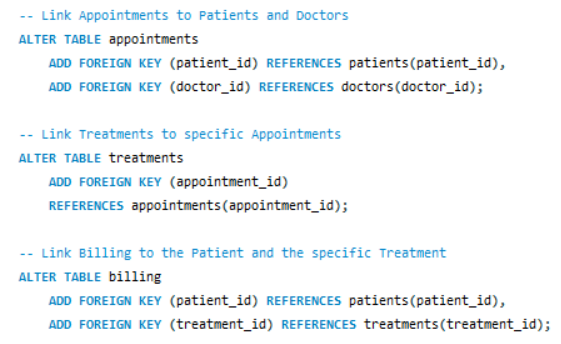 -- Link Appointments to Patients and Doctors
ALTER TABLE appointments
    ADD FOREIGN KEY (patient_id) REFERENCES patients(patient_id),
    ADD FOREIGN KEY (doctor_id) REFERENCES doctors(doctor_id);

-- Link Treatments to specific Appointments
ALTER TABLE treatments
    ADD FOREIGN KEY (appointment_id)
    REFERENCES appointments(appointment_id);

-- Link Billing to the Patient and the specific Treatment
ALTER TABLE billing
    ADD FOREIGN KEY (patient_id) REFERENCES patients(patient_id),
    ADD FOREIGN KEY (treatment_id) REFERENCES treatments(treatment_id);